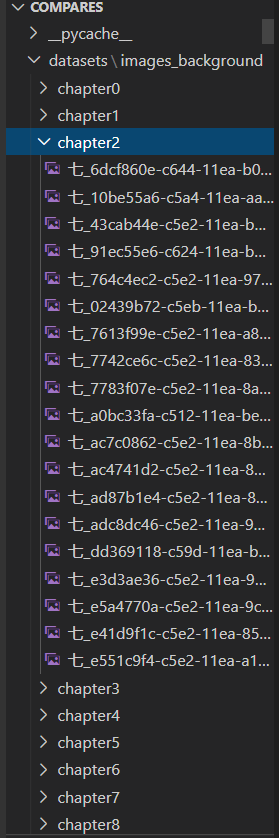 COMPARES
__pycache__
datasets\images_background
chapter0
chapter1
chapter2
七_6dcf860e-c644-11ea-b0...
七_10be55a6-c5a4-11ea-aa...
七_43cab44e-c5e2-11ea-b...
七_91ec55e6-c624-11ea-b...
七_764c4ec2-c5e2-11ea-97...
七_02439b72-c5eb-11ea-b...
七_7613f99e-c5e2-11ea-a8...
七_7742ce6c-c5e2-11ea-83...
七_7783f07e-c5e2-11ea-8a...
七_a0bc33fa-c512-11ea-be...
七_ac7c0862-c5e2-11ea-8b...
七_ac4741d2-c5e2-11ea-8...
七_ad87b1e4-c5e2-11ea-8...
七_adc8dc46-c5e2-11ea-9...
七_dd369118-c59d-11ea-b...
七_e3d3ae36-c5e2-11ea-9...
七_e5a4770a-c5e2-11ea-9c...
七_e41d9f1c-c5e2-11ea-85...
七_e551c9f4-c5e2-11ea-a1...
chapter3
chapter4
chapter5
chapter6
chapter7
chapter8